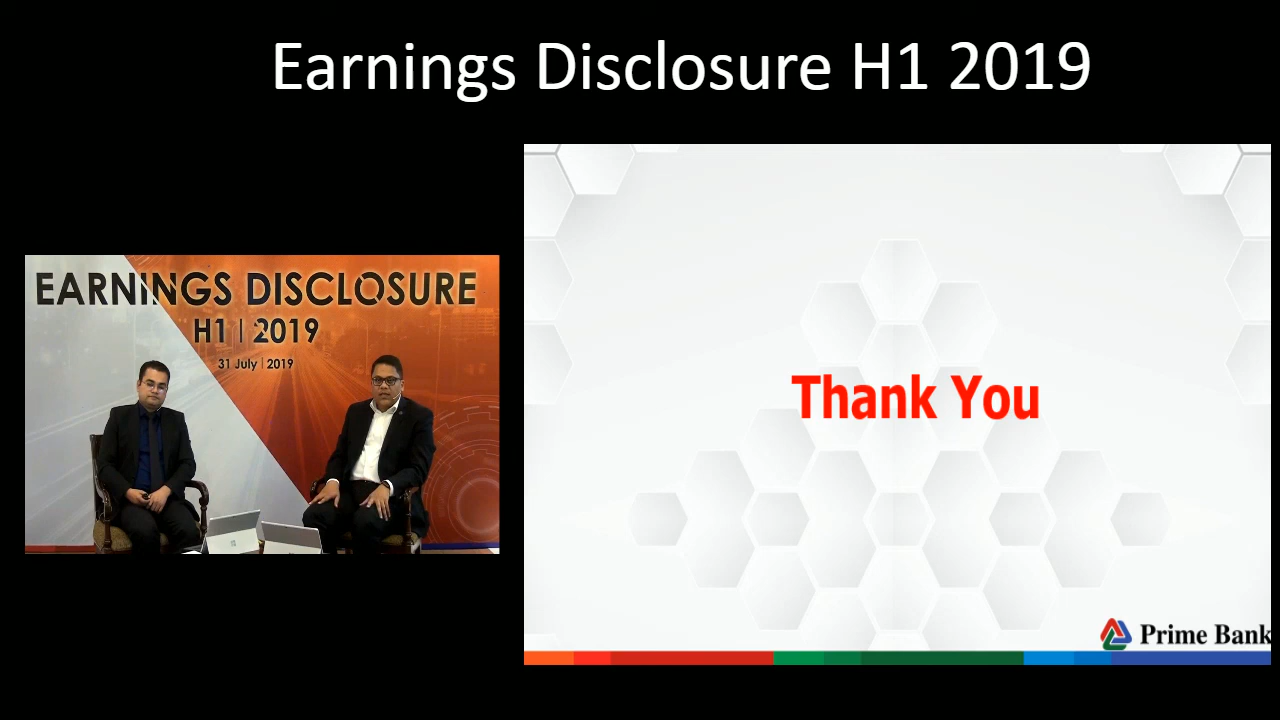 Earnings Disclosure H1 2019
EARNINGS DISCLOSURE
H1 | 2019
31 July | 2019
Thank You
Prime Bank